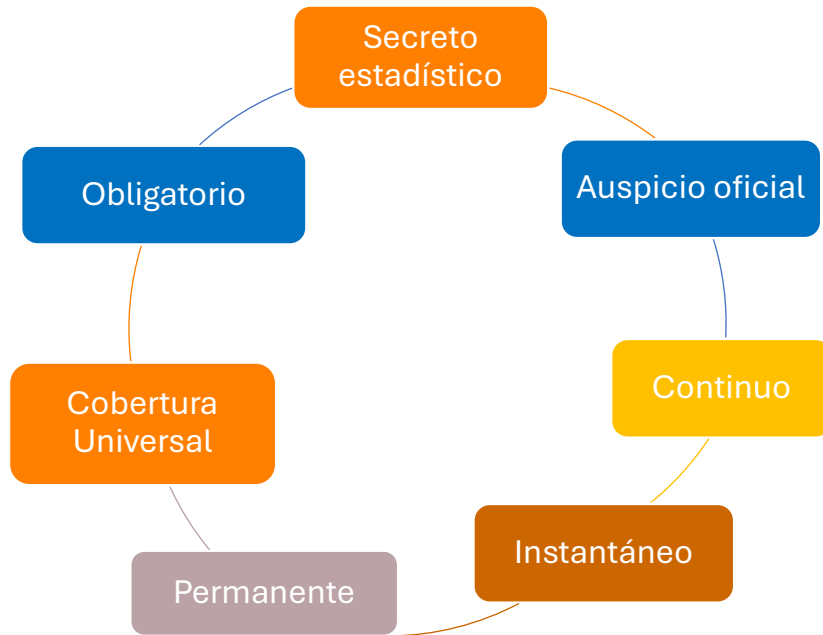 Secreto
estadístico
Auspicio oficial
Continuo
Instantáneo
Permanente
Cobertura
Universal
Obligatorio